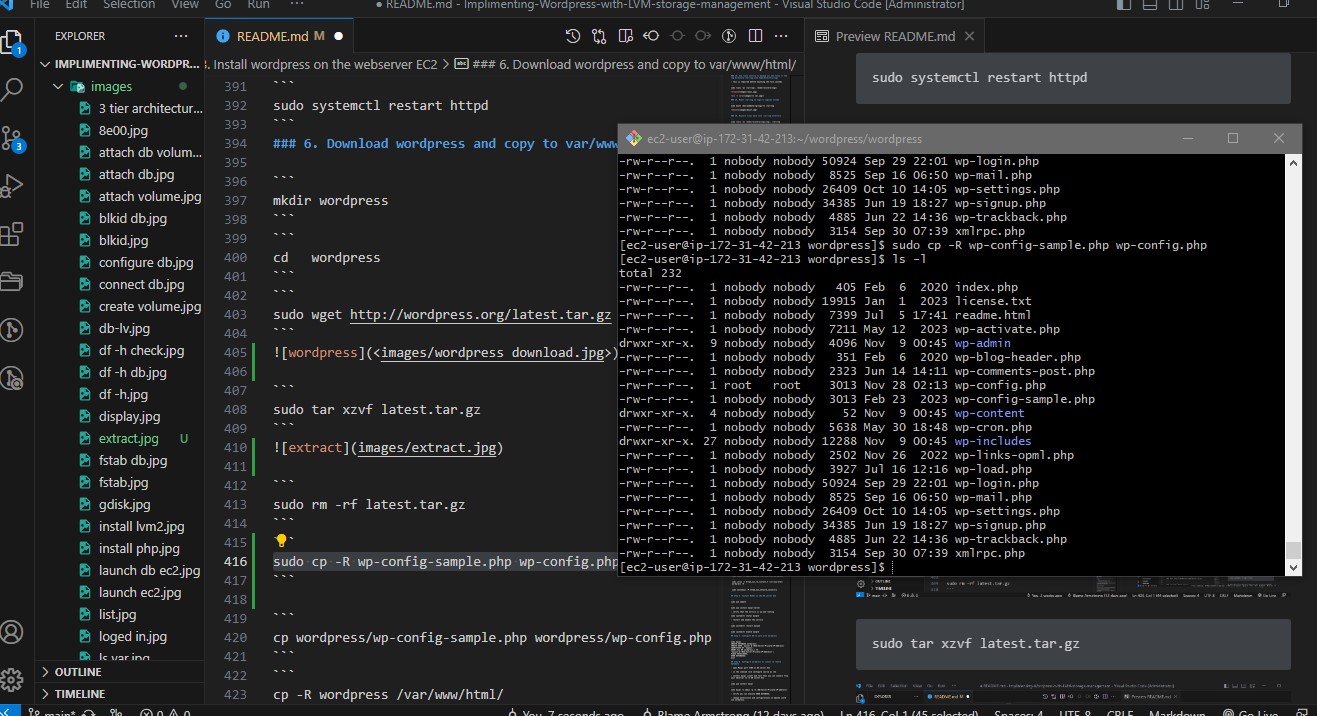 File Edit Selection View Go Run ··· ● README.md - Implimenting-Wordpress-with-LVM-storage-management - Visual Studio Code [Administrator]
EXPLORER ···
IMPLIMENTING-WORDPR...
images
3 tier architectur...
8e00.jpg
attach db volum...
attach db.jpg
attach volume.jpg
blkid db.jpg
blkid.jpg
configure db.jpg
connect db.jpg
create volume.jpg
db-lv.jpg
df -h check.jpg
df -h db.jpg
df -h.jpg
display.jpg
extract.jpg U
fstab db.jpg
fstab.jpg
gdisk.jpg
install lvm2.jpg
install php.jpg
launch db ec2.jpg
launch ec2.jpg
list.jpg
loged in.jpg
ls var.jpg
OUTLINE
TIMELINE
1
3
README.md M ●
3. Install wordpress on the webserver EC2 > ### 6. Download wordpress and copy to var/www/html/
391 ```
392 sudo systemctl restart httpd
393 ```
394 ### 6. Download wordpress and copy to var/www
395
396 ```
397 mkdir wordpress
398 ```
399 ```
400 cd   wordpress
401 ```
402 ```
403 sudo wget http://wordpress.org/latest.tar.gz
404 ```
405 ![wordpress](<images/wordpress download.jpg>)
406
407 ```
408 sudo tar xzvf latest.tar.gz
409 ```
410 ![extract](images/extract.jpg)
411
412 ```
413 sudo rm -rf latest.tar.gz
414 ```
415 ```
416 sudo cp -R wp-config-sample.php wp-config.php
417 ```
418
419 ```
420 cp wordpress/wp-config-sample.php wordpress/wp-config.php
421 ```
422 ```
423 cp -R wordpress /var/www/html/
Preview README.md
sudo systemctl restart httpd
ec2-user@ip-172-31-42-213:~/wordpress/wordpress
-rw-r--r--.  1 nobody nobody 50924 Sep 29 22:01 wp-login.php
-rw-r--r--.  1 nobody nobody  8525 Sep 16 06:50 wp-mail.php
-rw-r--r--.  1 nobody nobody 26409 Oct 10 14:05 wp-settings.php
-rw-r--r--.  1 nobody nobody 34385 Jun 19 18:27 wp-signup.php
-rw-r--r--.  1 nobody nobody  4885 Jun 22 14:36 wp-trackback.php
-rw-r--r--.  1 nobody nobody  3154 Sep 30 07:39 xmlrpc.php
[ec2-user@ip-172-31-42-213 wordpress]$ sudo cp -R wp-config-sample.php wp-config.php
[ec2-user@ip-172-31-42-213 wordpress]$ ls -l
total 232
-rw-r--r--.  1 nobody nobody   405 Feb  6  2020 index.php
-rw-r--r--.  1 nobody nobody 19915 Jan  1  2023 license.txt
-rw-r--r--.  1 nobody nobody  7399 Jul  5 17:41 readme.html
-rw-r--r--.  1 nobody nobody  7211 May 12  2023 wp-activate.php
drwxr-xr-x.  9 nobody nobody  4096 Nov  9 00:45 wp-admin
-rw-r--r--.  1 nobody nobody   351 Feb  6  2020 wp-blog-header.php
-rw-r--r--.  1 nobody nobody  2323 Jun 14 14:11 wp-comments-post.php
-rw-r--r--.  1 root   root    3013 Nov 28 02:13 wp-config.php
-rw-r--r--.  1 nobody nobody  3013 Feb 23  2023 wp-config-sample.php
drwxr-xr-x.  4 nobody nobody    52 Nov  9 00:45 wp-content
-rw-r--r--.  1 nobody nobody  5638 May 30 18:48 wp-cron.php
drwxr-xr-x. 27 nobody nobody 12288 Nov  9 00:45 wp-includes
-rw-r--r--.  1 nobody nobody  2502 Nov 26  2022 wp-links-opml.php
-rw-r--r--.  1 nobody nobody  3927 Jul 16 12:16 wp-load.php
-rw-r--r--.  1 nobody nobody 50924 Sep 29 22:01 wp-login.php
-rw-r--r--.  1 nobody nobody  8525 Sep 16 06:50 wp-mail.php
-rw-r--r--.  1 nobody nobody 26409 Oct 10 14:05 wp-settings.php
-rw-r--r--.  1 nobody nobody 34385 Jun 19 18:27 wp-signup.php
-rw-r--r--.  1 nobody nobody  4885 Jun 22 14:36 wp-trackback.php
-rw-r--r--.  1 nobody nobody  3154 Sep 30 07:39 xmlrpc.php
[ec2-user@ip-172-31-42-213 wordpress]$
sudo tar xzvf latest.tar.gz
main* 0 0 You, 7 seconds ago Blame Armstrong (12 days ago) Ln 416, Col 1 (45 selected) Spaces: 4 UTF-8 CRLF Markdown Go Live